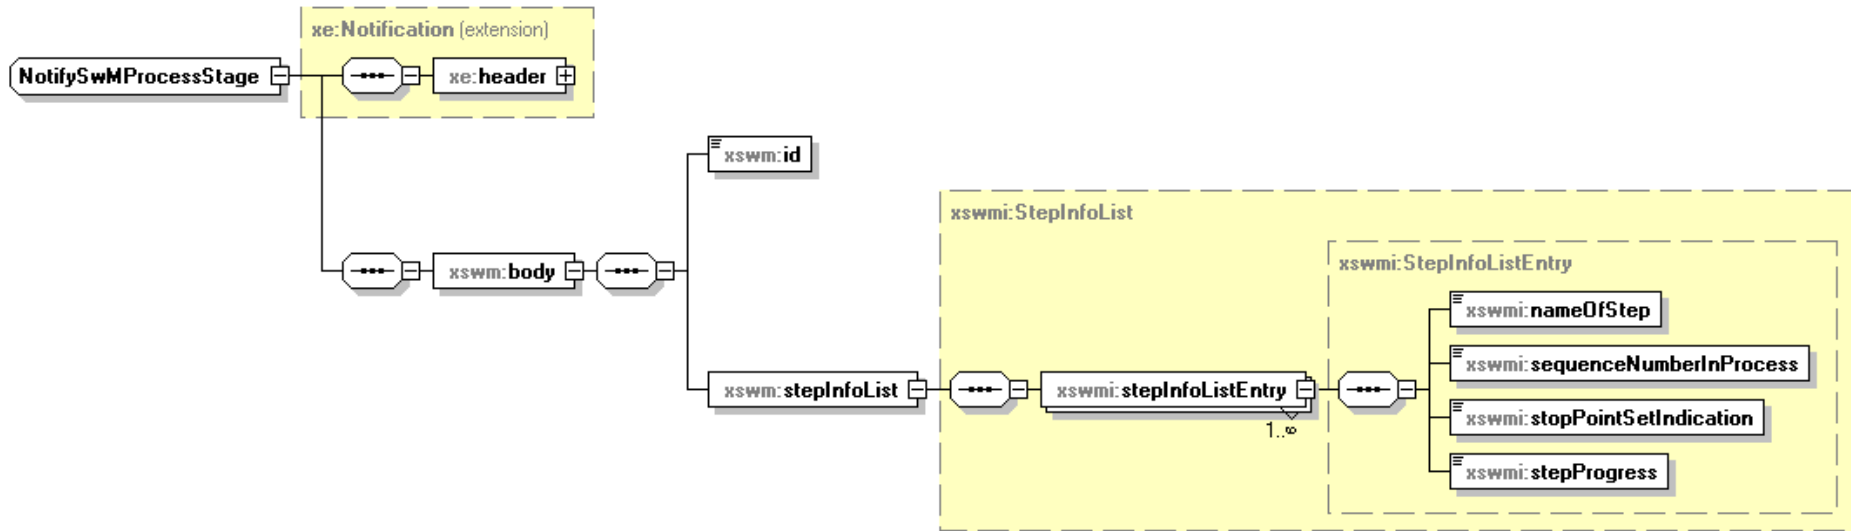 xe:Notification (extension)
NotifySwMProcessStage
xe:header
xswm:id
xswmi:StepInfoList
xswm:body
xswmi:StepInfoListEntry
xswmi:nameOfStep
xswmi:sequenceNumberInProcess
xswm:stepInfoList
xswmi:stepInfoListEntry
1..∞
xswmi:stopPointSetIndication
xswmi:stepProgress